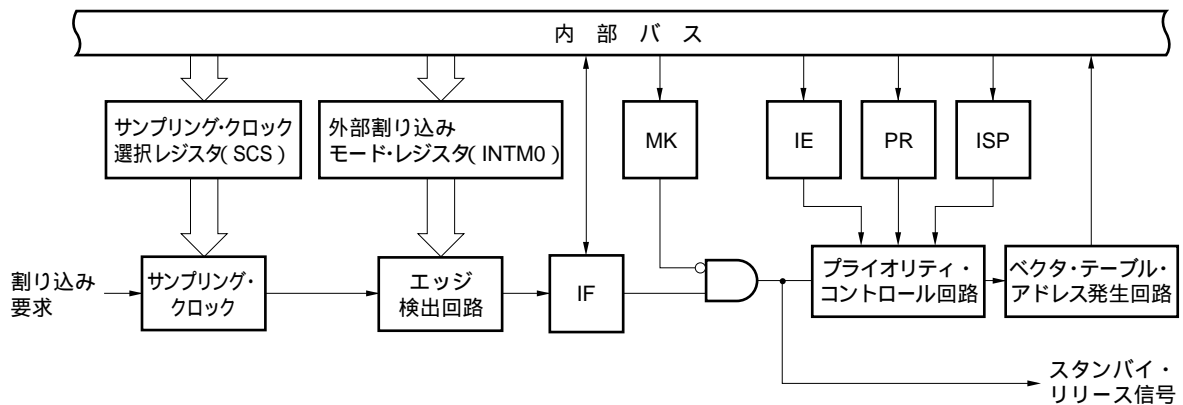 内 部 バ ス
サンプリング・クロック
選択レジスタ( SCS )
外部割り込み
モード・レジスタ( INTM0 )
MK
IE
PR
ISP
割り込み
要求
サンプリング・
クロック
エッジ
検出回路
IF
プライオリティ・
コントロール回路
ベクタ・テーブル・
アドレス発生回路
スタンバイ・
リリース信号